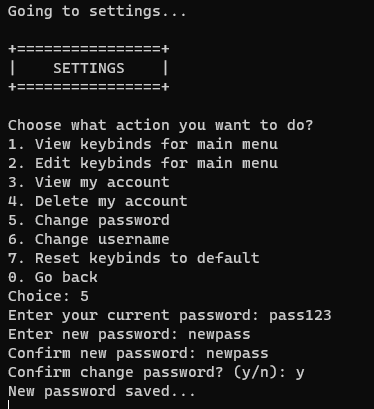 Going to settings...
+================+
|    SETTINGS    |
+================+
Choose what action you want to do?
1. View keybinds for main menu
2. Edit keybinds for main menu
3. View my account
4. Delete my account
5. Change password
6. Change username
7. Reset keybinds to default
0. Go back
Choice: 5
Enter your current password: pass123
Enter new password: newpass
Confirm new password: newpass
Confirm change password? (y/n): y
New password saved...